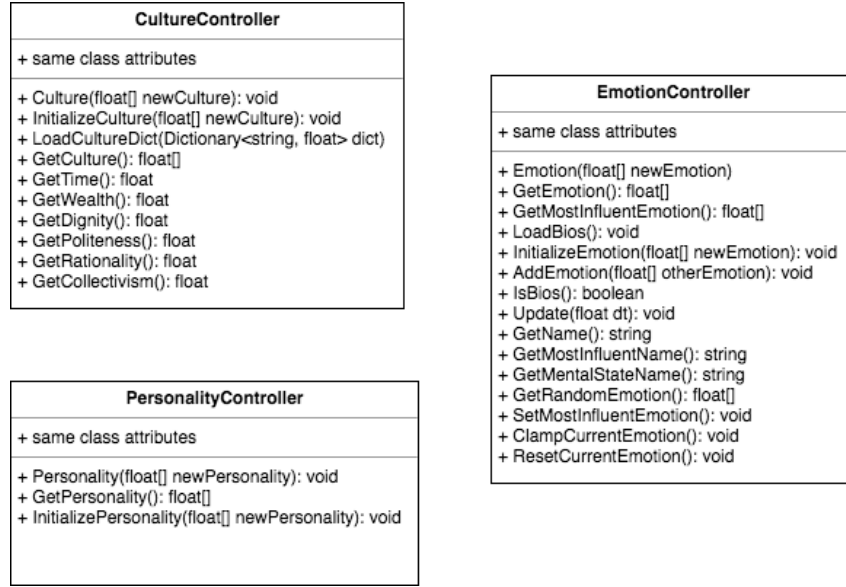 CultureController
+ same class attributes
+ Culture(float[] newCulture): void
+ InitializeCulture(float[] newCulture): void
+ LoadCultureDict(Dictionary<string, float> dict)
+ GetCulture(): float[]
+ GetTime(): float
+ GetWealth(): float
+ GetDignity(): float
+ GetPoliteness(): float
+ GetRationality(): float
+ GetCollectivism(): float
EmotionController
+ same class attributes
+ Emotion(float[] newEmotion)
+ GetEmotion(): float[]
+ GetMostInfluentEmotion(): float[]
+ LoadBios(): void
+ InitializeEmotion(float[] newEmotion): void
+ AddEmotion(float[] otherEmotion): void
+ IsBios(): boolean
+ Update(float dt): void
+ GetName(): string
+ GetMostInfluentName(): string
+ GetMentalStateName(): string
+ GetRandomEmotion(): float[]
+ SetMostInfluentEmotion(): void
+ ClampCurrentEmotion(): void
+ ResetCurrentEmotion(): void
PersonalityController
+ same class attributes
+ Personality(float[] newPersonality): void
+ GetPersonality(): float[]
+ InitializePersonality(float[] newPersonality): void